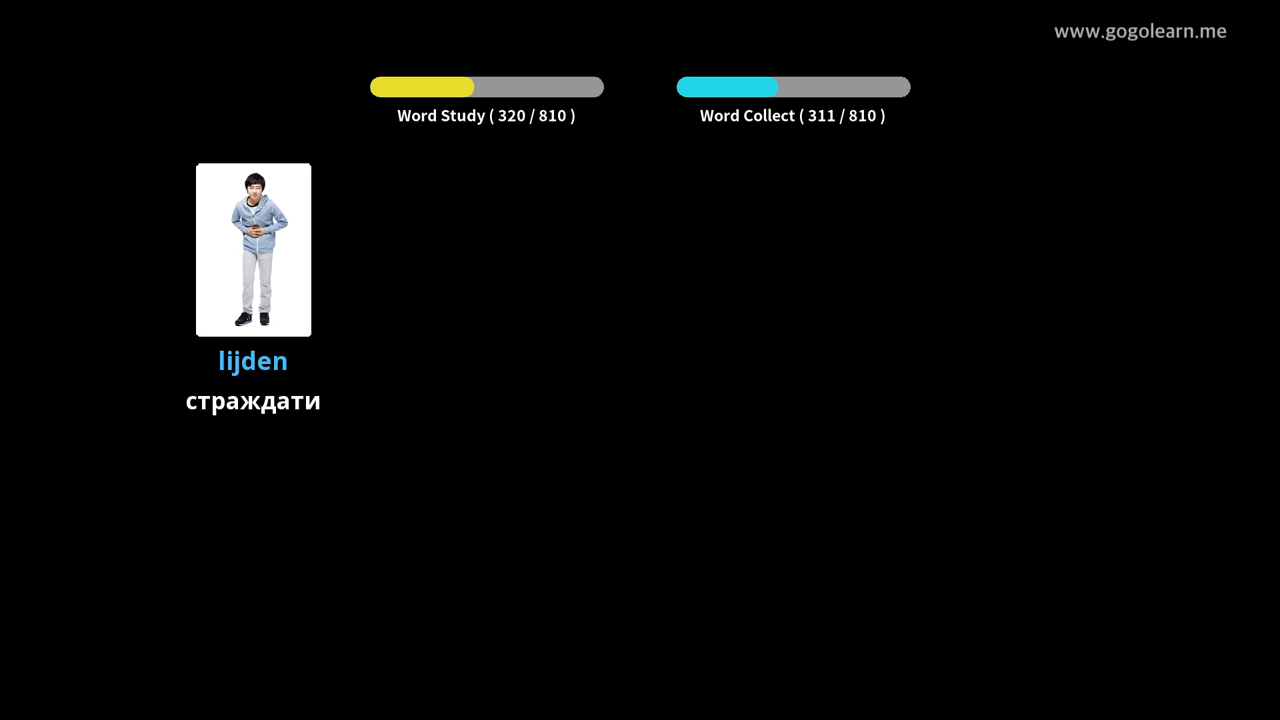 www.gogolearn.me
Word Study ( 320 / 810 )
Word Collect ( 311 / 810 )
lijden
страждати